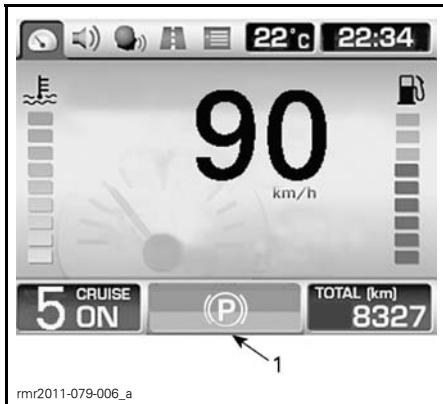 22°c 22:34
90
km/h
5 CRUISE ON
(P)
TOTAL (km)
8327
1
rmr2011-079-006_a